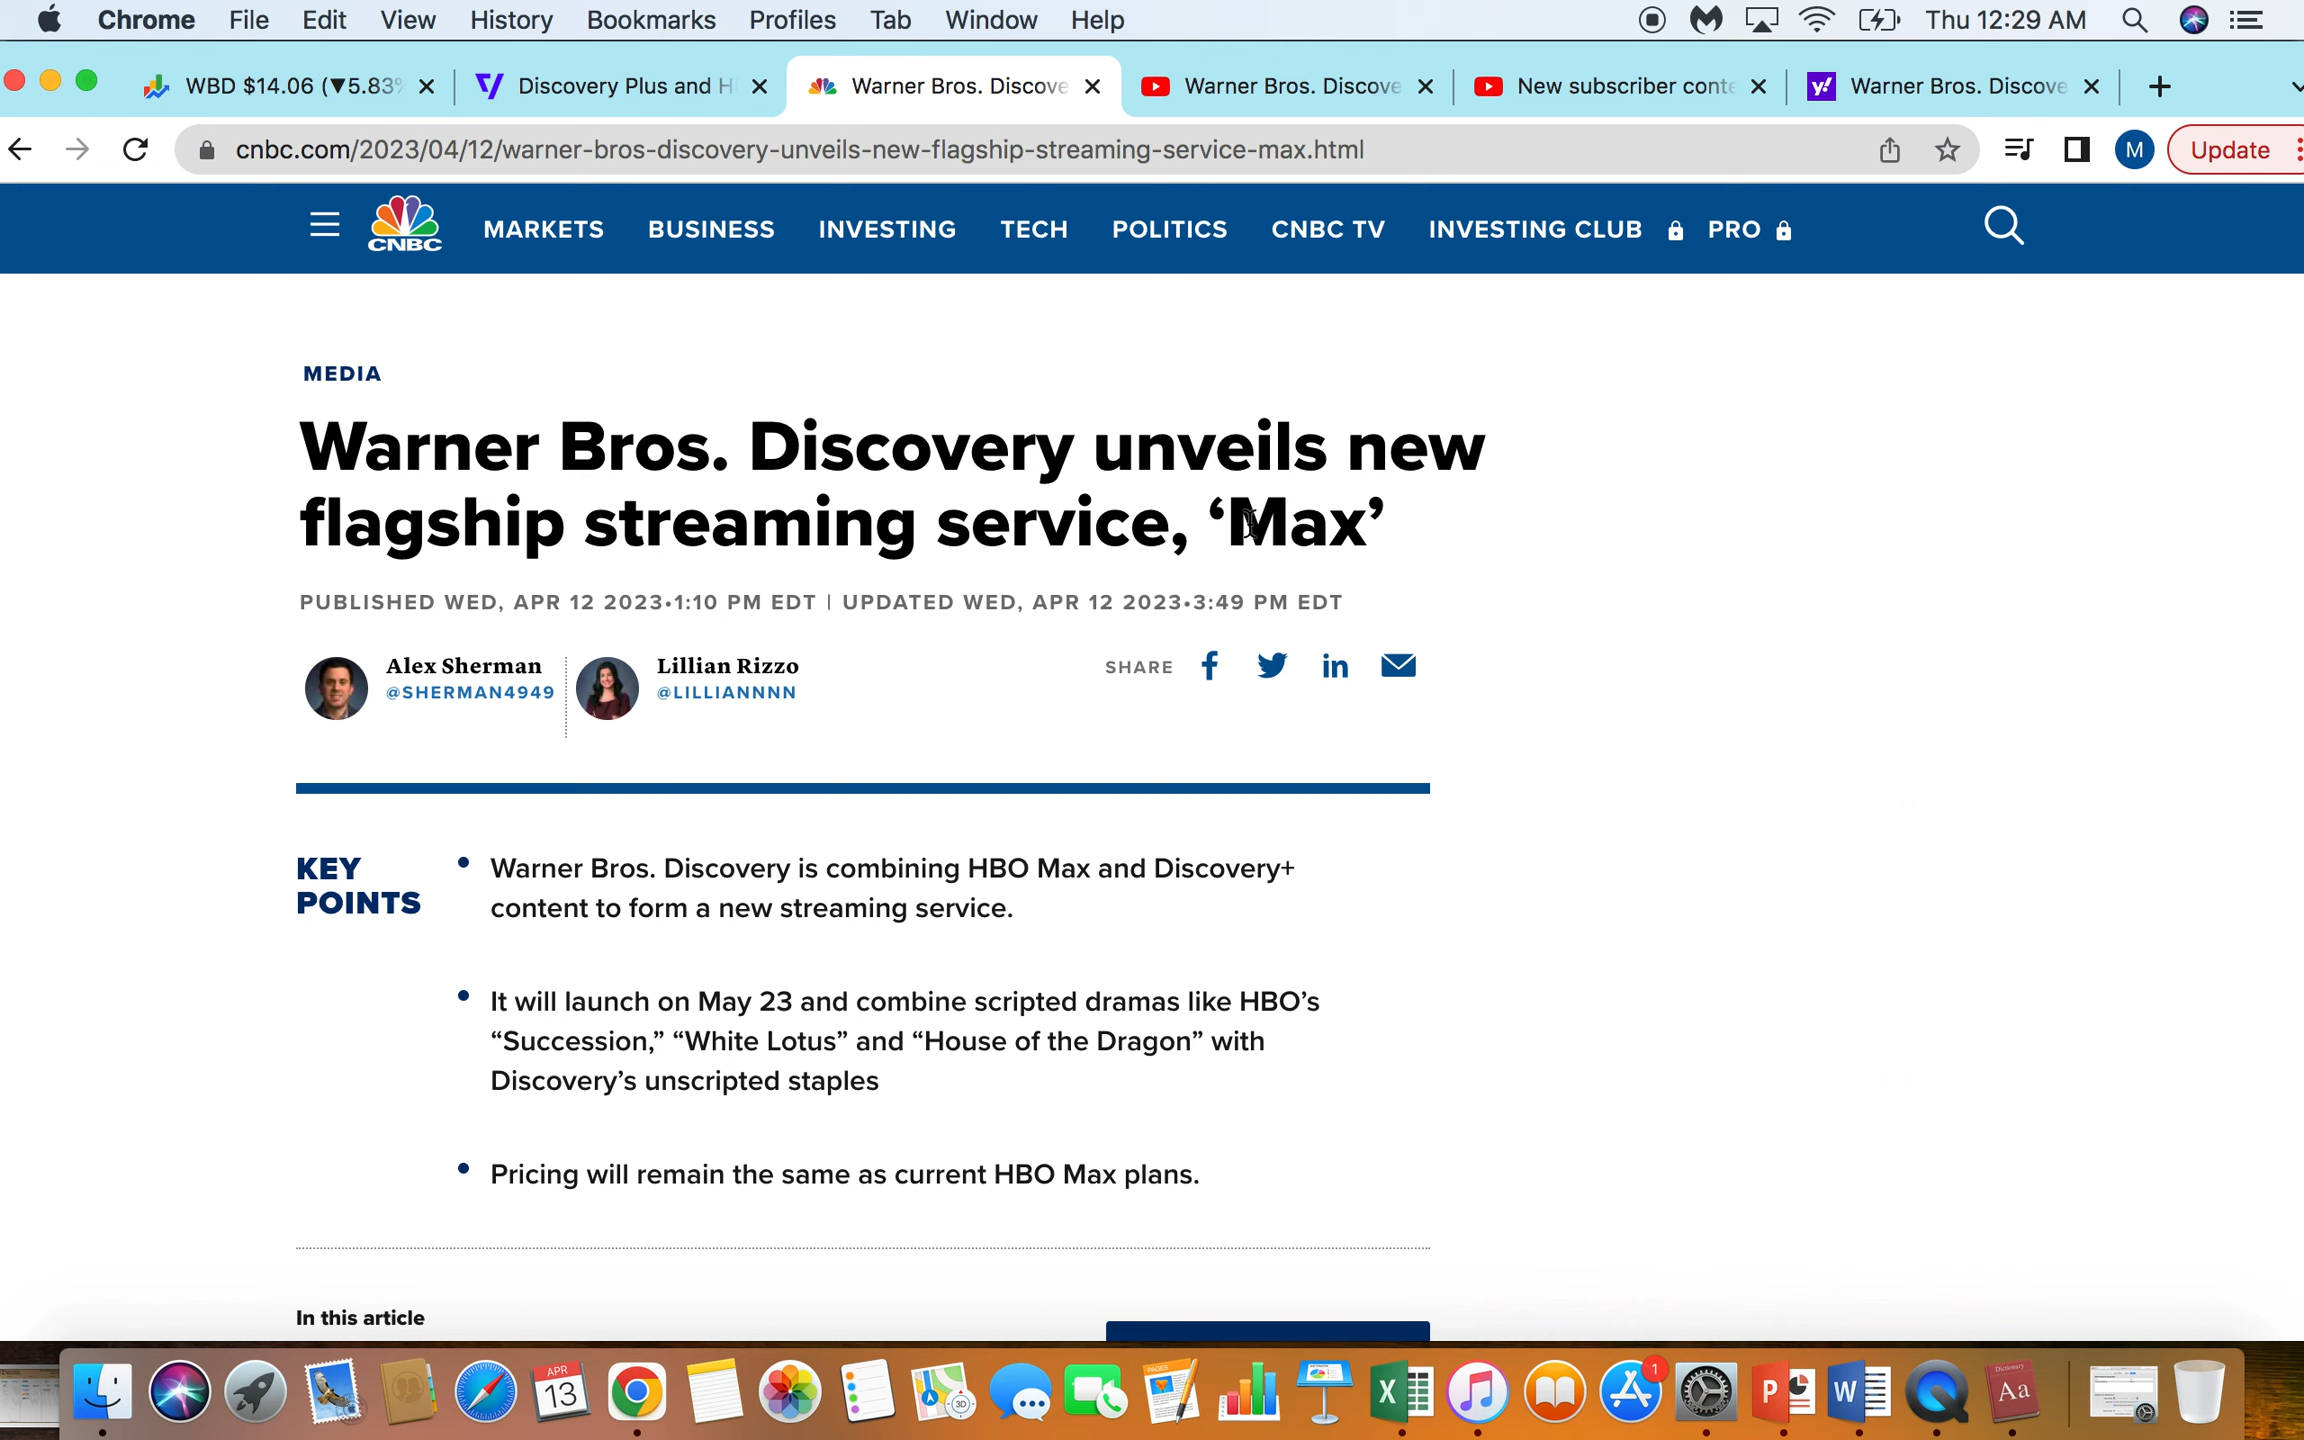 Chrome File Edit View History Bookmarks Profiles Tab Window Help Thu 12:29 AM
WBD $14.06 (▼5.83% Discovery Plus and H Warner Bros. Discove Warner Bros. Discove New subscriber conte y! Warner Bros. Discove
cnbc.com/2023/04/12/warner-bros-discovery-unveils-new-flagship-streaming-service-max.html M Update
CNBC MARKETS BUSINESS INVESTING TECH POLITICS CNBC TV INVESTING CLUB PRO
MEDIA
Warner Bros. Discovery unveils new
flagship streaming service, ‘Max’
PUBLISHED WED, APR 12 2023•1:10 PM EDT | UPDATED WED, APR 12 2023•3:49 PM EDT
Alex Sherman
@SHERMAN4949
Lillian Rizzo
@LILLIANNNN
SHARE
KEY
POINTS
• Warner Bros. Discovery is combining HBO Max and Discovery+
content to form a new streaming service.
• It will launch on May 23 and combine scripted dramas like HBO’s
“Succession,” “White Lotus” and “House of the Dragon” with
Discovery’s unscripted staples
• Pricing will remain the same as current HBO Max plans.
In this article
APR
13
3D
PAGES
X
1
P
W
Dictionary
Aa